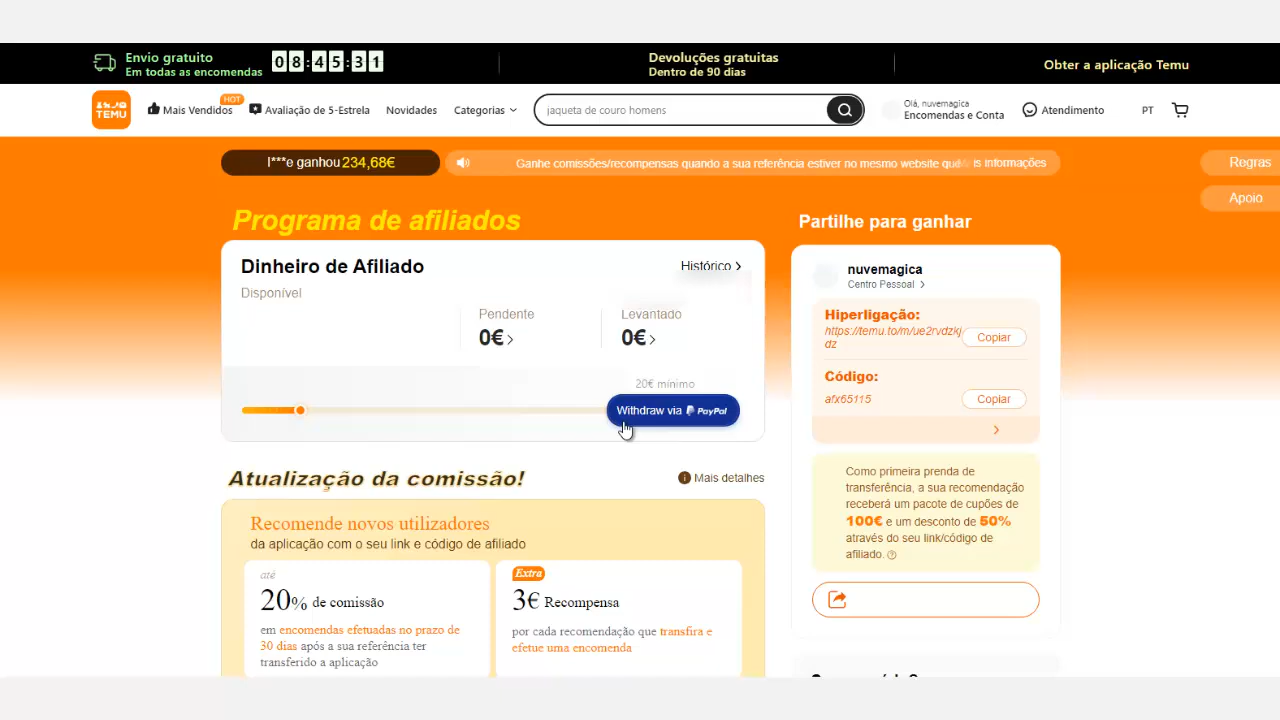 Envio gratuito
Em todas as encomendas
08:45:31
Devoluções gratuitas
Dentro de 90 dias
Obter a aplicação Temu
TEMU
Mais Vendidos
HOT
Avaliação de 5-Estrela
Novidades
Categorias
jaqueta de couro homens
Olá, nuvemagica
Encomendas e Conta
Atendimento
PT
l***e ganhou 234,68€
Ganhe comissões/recompensas quando a sua referência estiver no mesmo website
is informações
Regras
Apoio
Programa de afiliados
Partilhe para ganhar
Dinheiro de Afiliado
Histórico
Disponível
Pendente
0€
Levantado
0€
20€ mínimo
Withdraw via PayPal
nuvemagica
Centro Pessoal
Hiperligação:
https://temu.to/m/ue2rvdzkj
dz
Copiar
Código:
afx65115
Copiar
Como primeira prenda de
transferência, a sua recomendação
receberá um pacote de cupões de
100€ e um desconto de 50%
através do seu link/código de
afiliado.
Atualização da comissão!
Mais detalhes
Recomende novos utilizadores
da aplicação com o seu link e código de afiliado
até
20% de comissão
em encomendas efetuadas no prazo de
30 dias após a sua referência ter
transferido a aplicação
Extra
3€ Recompensa
por cada recomendação que transfira e
efetue uma encomenda